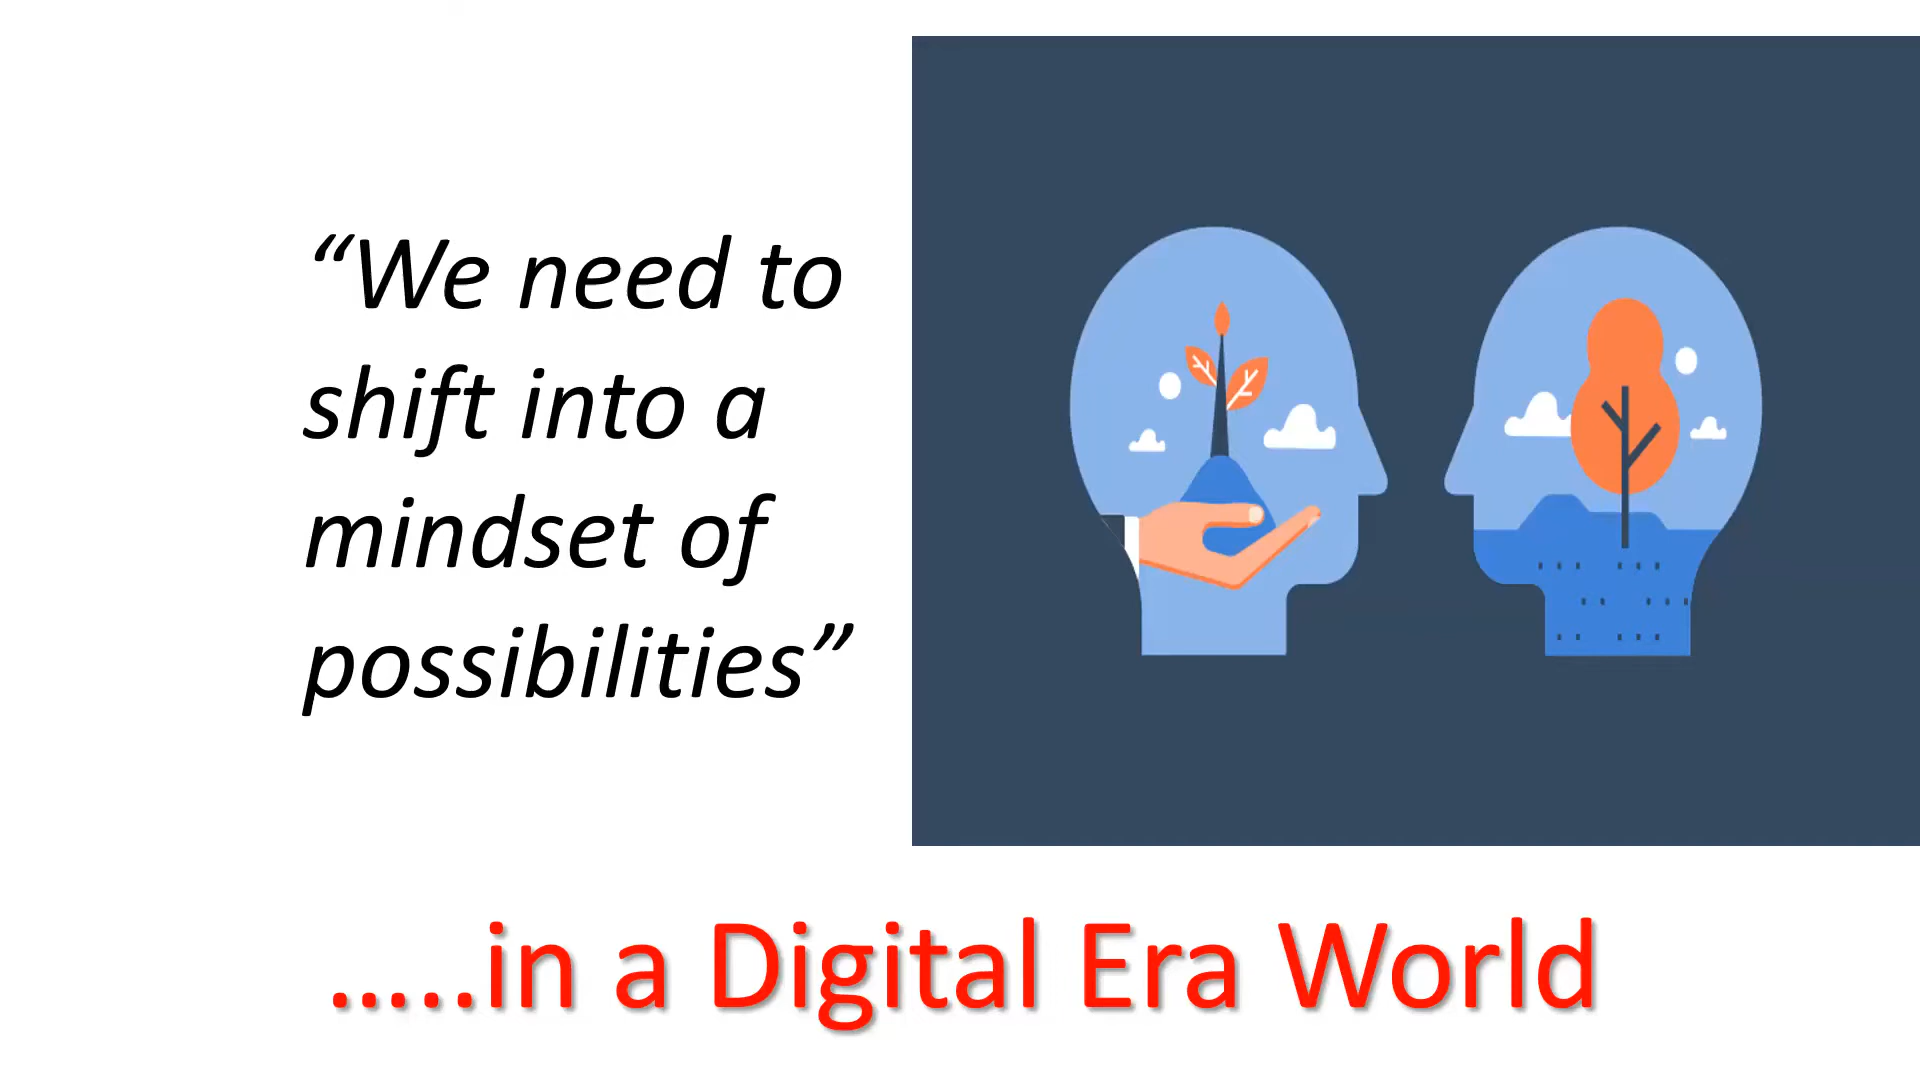 “We need to
shift into a
mindset of
possibilities”
…..in a Digital Era World